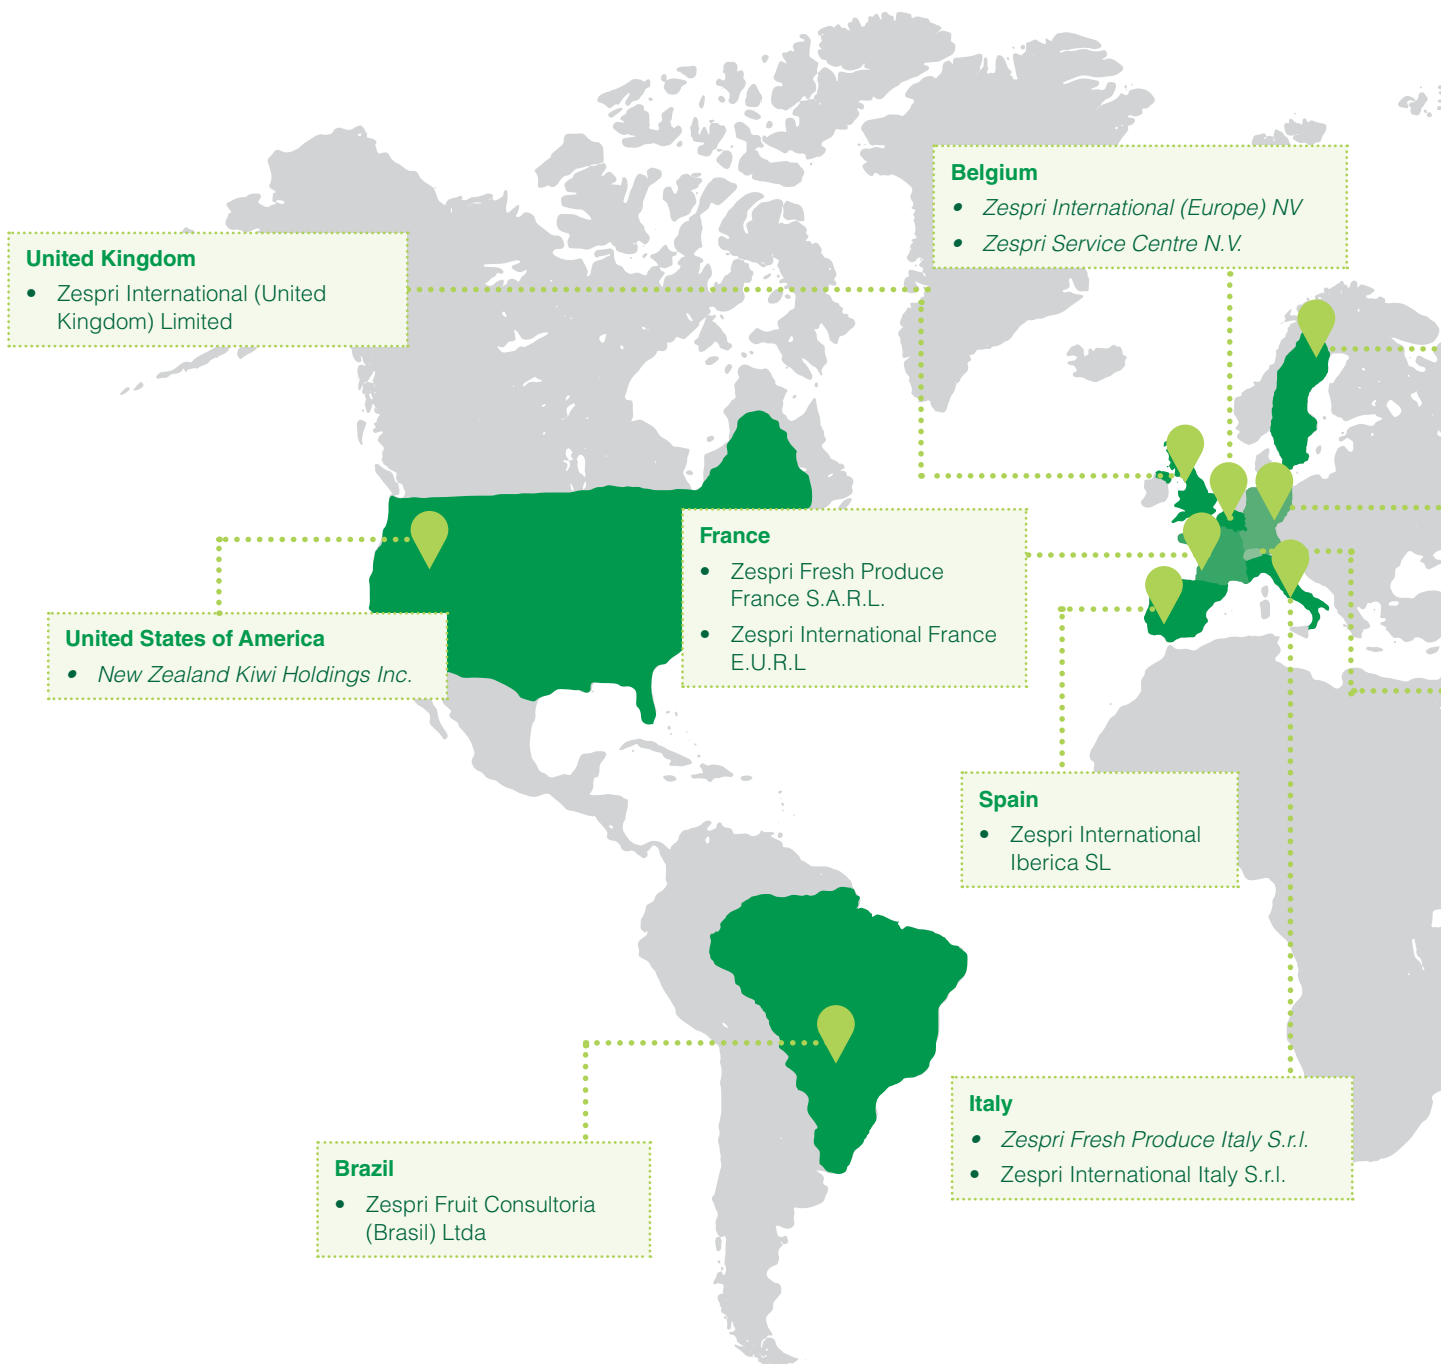 Belgium
• Zespri International (Europe) NV
• Zespri Service Centre N.V.
United Kingdom
• Zespri International (United
Kingdom) Limited
France
• Zespri Fresh Produce
France S.A.R.L.
• Zespri International France
E.U.R.L
United States of America
• New Zealand Kiwi Holdings Inc.
Spain
• Zespri International
Iberica SL
Italy
• Zespri Fresh Produce Italy S.r.l.
• Zespri International Italy S.r.l.
Brazil
• Zespri Fruit Consultoria
(Brasil) Ltda